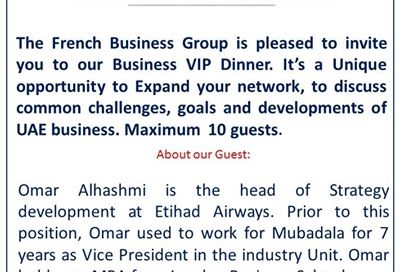 The French Business Group is pleased to invite
you to our Business VIP Dinner. It’s a Unique
opportunity to Expand your network, to discuss
common challenges, goals and developments of
UAE business. Maximum 10 guests.
About our Guest:
Omar Alhashmi is the head of Strategy
development at Etihad Airways. Prior to this
position, Omar used to work for Mubadala for 7
years as Vice President in the industry Unit. Omar